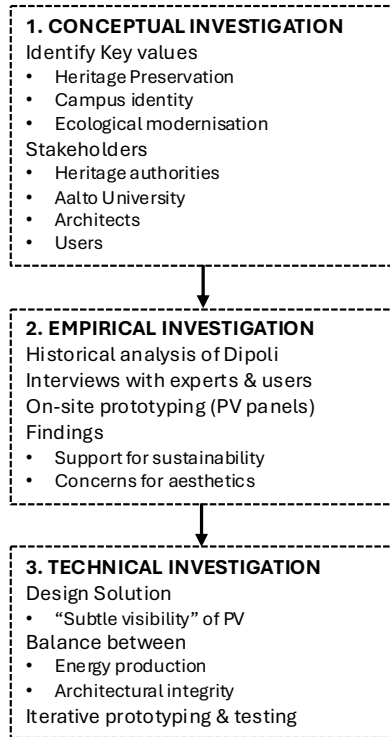 1. CONCEPTUAL INVESTIGATION
Identify Key values
• Heritage Preservation
• Campus identity
• Ecological modernisation
Stakeholders
• Heritage authorities
• Aalto University
• Architects
• Users
2. EMPIRICAL INVESTIGATION
Historical analysis of Dipoli
Interviews with experts & users
On-site prototyping (PV panels)
Findings
• Support for sustainability
• Concerns for aesthetics
3. TECHNICAL INVESTIGATION
Design Solution
• “Subtle visibility” of PV
Balance between
• Energy production
• Architectural integrity
Iterative prototyping & testing